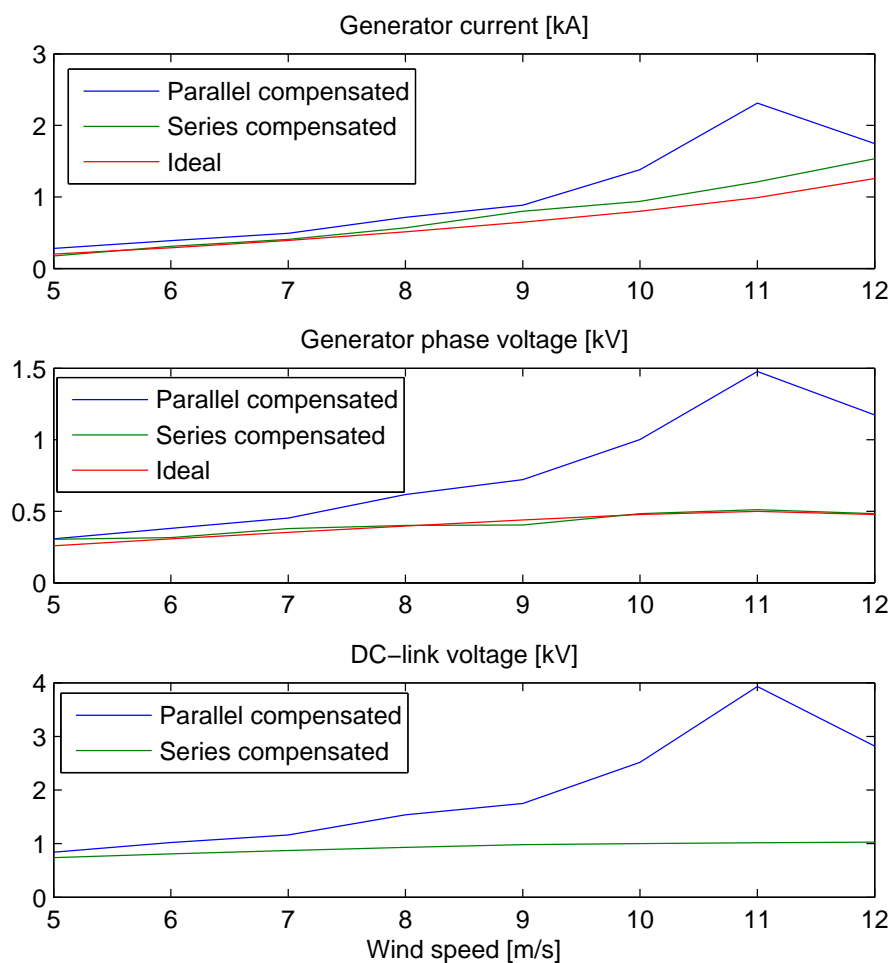 Generator current [kA]
3
2
1
0
Parallel compensated
Series compensated
Ideal
5 6 7 8 9 10 11 12
Generator phase voltage [kV]
1.5
1
0.5
0
Parallel compensated
Series compensated
Ideal
5 6 7 8 9 10 11 12
DC−link voltage [kV]
4
3
2
1
0
Parallel compensated
Series compensated
5 6 7 8 9 10 11 12
Wind speed [m/s]